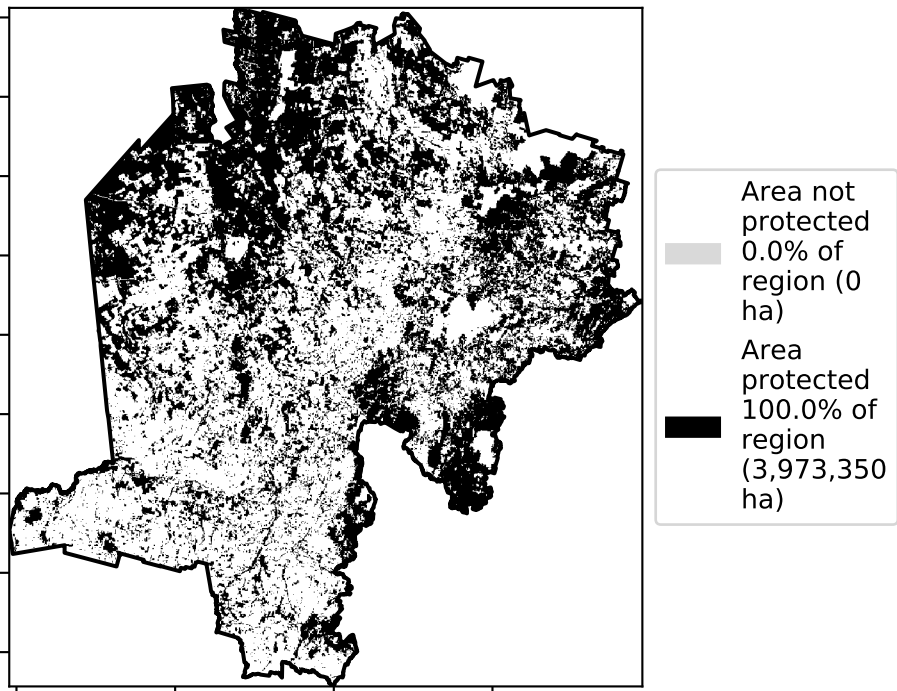 Area not
protected
0.0% of
region (0
ha)
Area
protected
100.0% of
region
(3,973,350
ha)